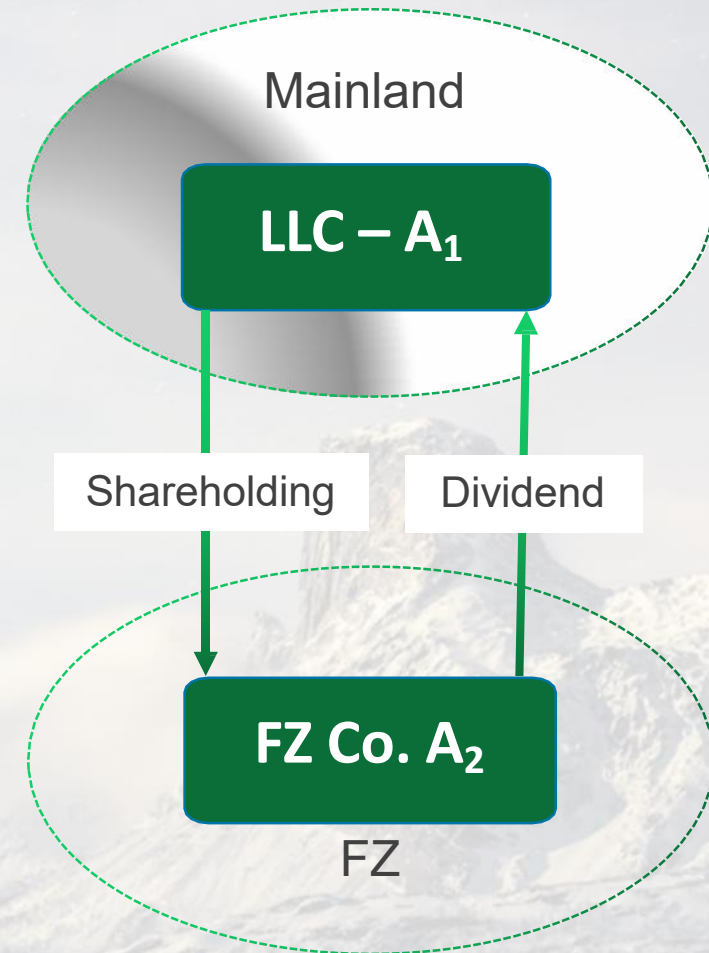 Mainland
LLC – A₁
Shareholding
Dividend
FZ Co. A₂
FZ